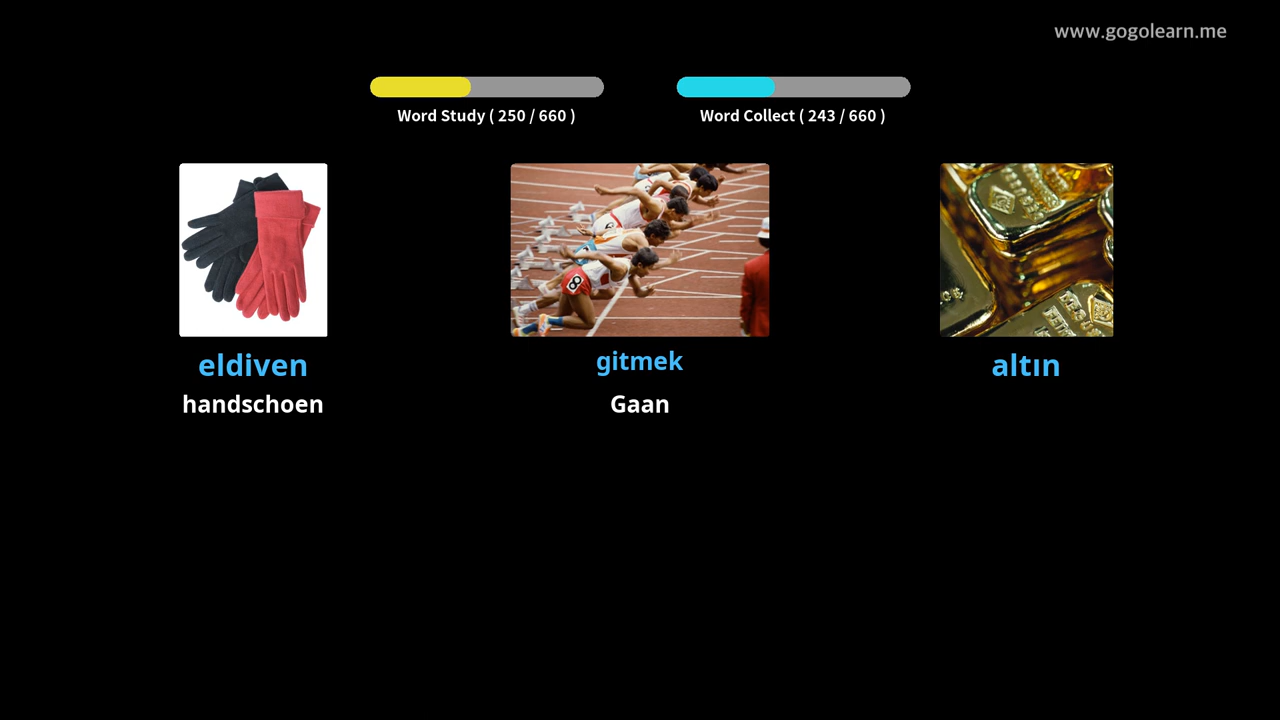 www.gogolearn.me
Word Study ( 250 / 660 )
Word Collect ( 243 / 660 )
eldiven
gitmek
altın
handschoen
Gaan